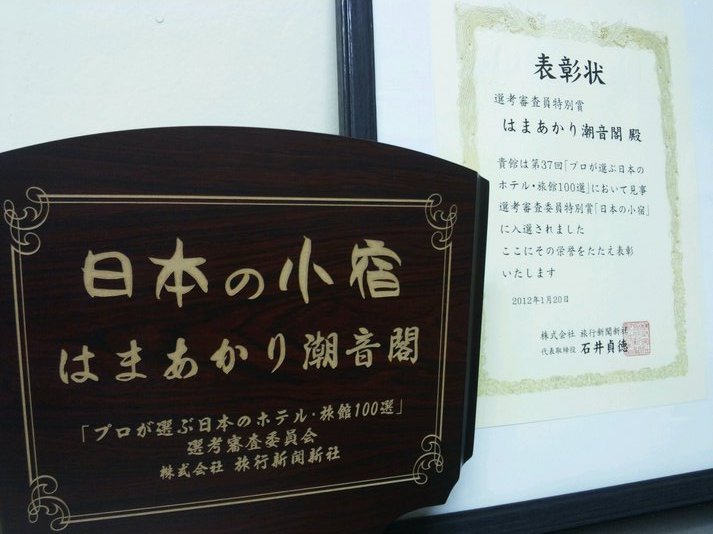 日本の小宿
はまあかり潮音閣
「プロが選ぶ日本のホテル・旅館100選」
選考審査委員会
株式会社 旅行新聞新社
表彰状
選考審査員特別賞
はまあかり潮音閣 殿
貴館は第37回「プロが選ぶ日本の
ホテル・旅館100選」において見事
選考審査委員特別賞「日本の小宿」
に入選されました
ここにその栄誉をたたえ表彰
いたします
2012年1月20日
株式会社 旅行新聞新社
代表取締役 石井貞徳